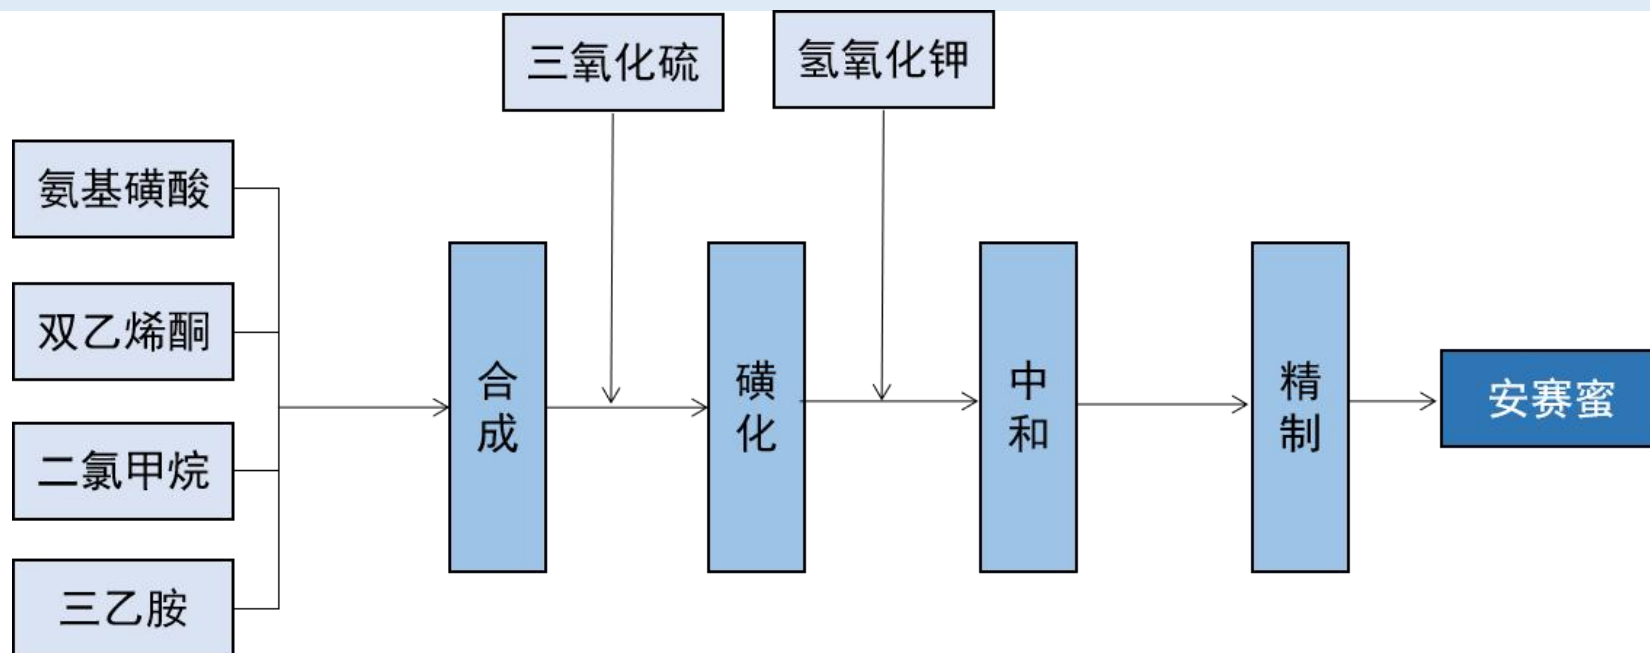 三氧化硫
氢氧化钾
氨基磺酸
双乙烯酮
二氯甲烷
三乙胺
合成
磺化
中和
精制
安赛蜜